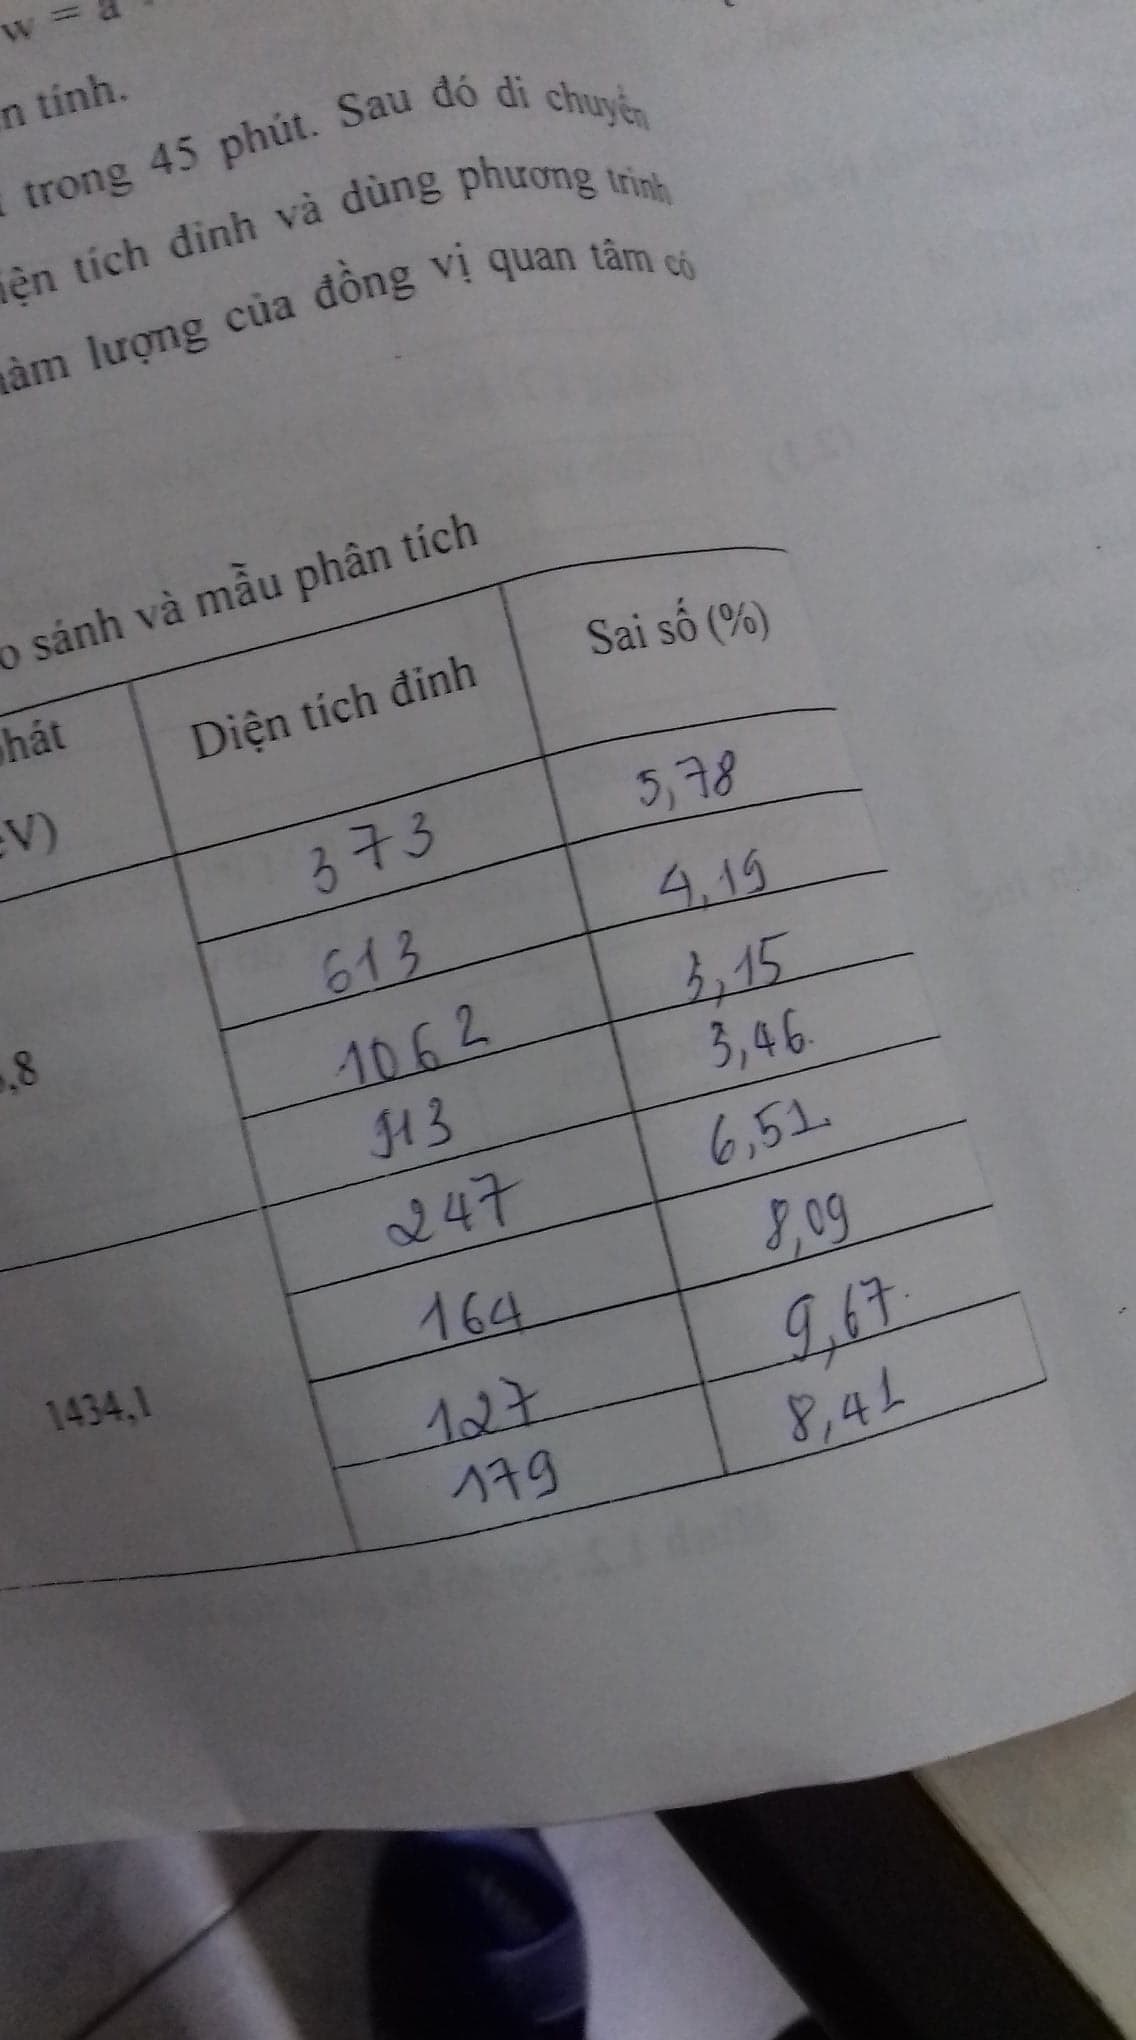 w = a
n tính.
trong 45 phút. Sau đó di chuyển
iện tích đỉnh và dùng phương trình
hàm lượng của đồng vị quan tâm có
o sánh và mẫu phân tích
hát Diện tích đỉnh Sai số (%)
eV)
373 5,78
613 4,19
1062 3,15
,8 913 3,46
247 6,51
164 8,09
1434,1 127 9,67
179 8,41